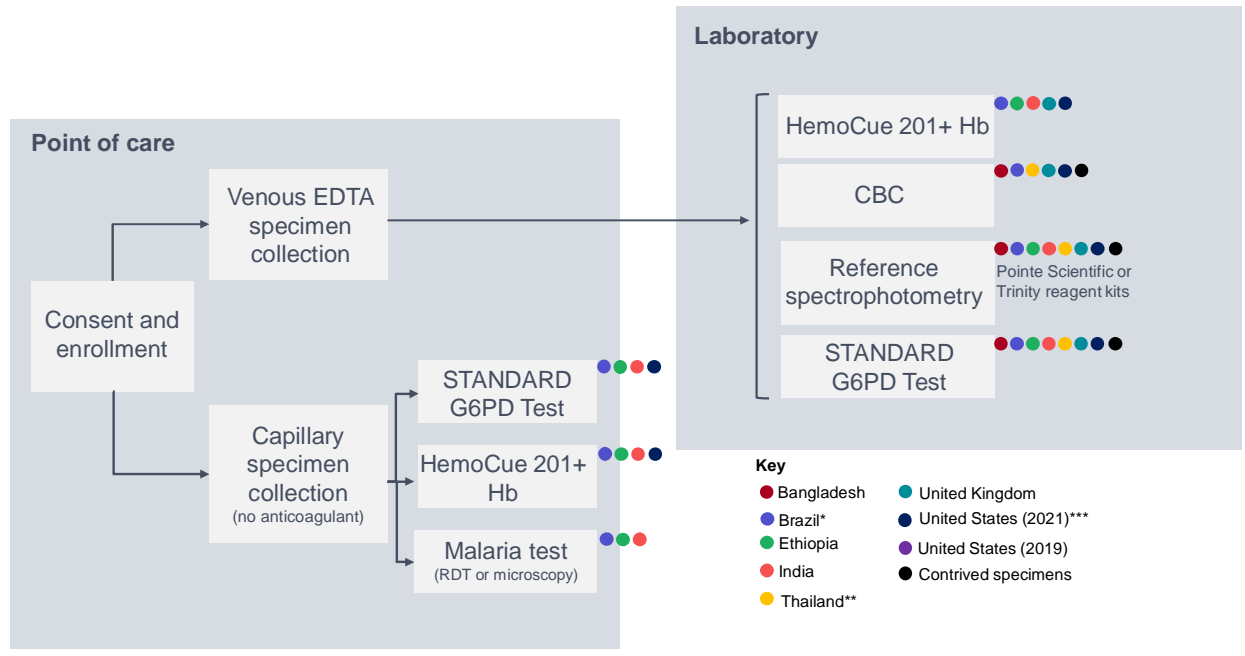 Laboratory
HemoCue 201+ Hb
CBC
Reference
spectrophotometry
Pointe Scientific or
Trinity reagent kits
STANDARD
G6PD Test
Point of care
Venous EDTA
specimen
collection
Consent and
enrollment
Capillary
specimen
collection
(no anticoagulant)
STANDARD
G6PD Test
HemoCue 201+
Hb
Malaria test
(RDT or microscopy)
Key
Bangladesh
Brazil*
Ethiopia
India
Thailand**
United Kingdom
United States (2021)***
United States (2019)
Contrived specimens